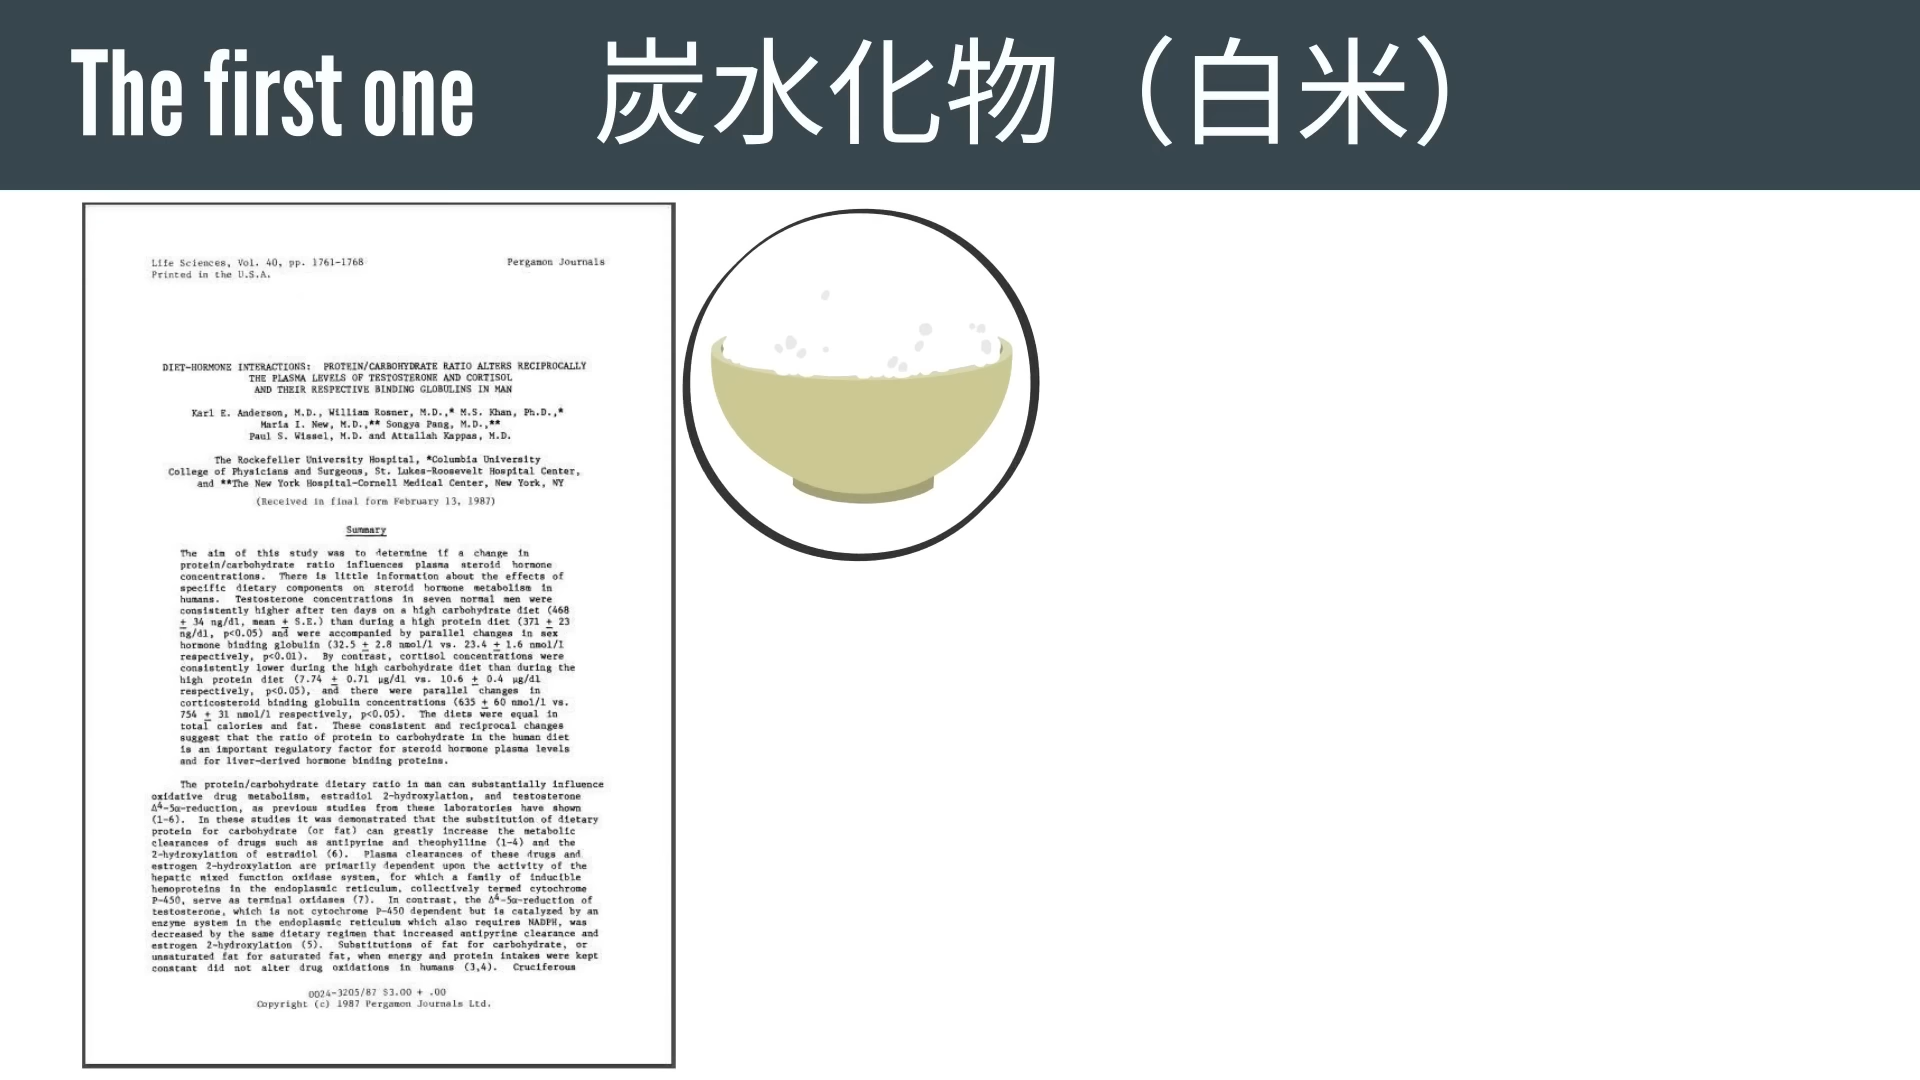 The first one 炭水化物（白米）
Life Sciences, Vol. 40, pp. 1761-1768 Pergamon Journals
Printed in the U.S.A.
DIET-HORMONE INTERACTIONS: PROTEIN/CARBOHYDRATE RATIO ALTERS RECIPROCALLY
THE PLASMA LEVELS OF TESTOSTERONE AND CORTISOL
AND THEIR RESPECTIVE BINDING GLOBULINS IN MAN
Karl E. Anderson, M.D., William Rosner, M.D.,* M.S. Khan, Ph.D.,*
Maria I. New, M.D.,** Songya Pang, M.D.,**
Paul S. Wissel, M.D. and Attallah Kappas, M.D.
The Rockefeller University Hospital, *Columbia University
College of Physicians and Surgeons, St. Lukes-Roosevelt Hospital Center,
and **The New York Hospital-Cornell Medical Center, New York, NY
(Received in final form February 13, 1987)
Summary
The aim of this study was to determine if a change in
protein/carbohydrate ratio influences plasma steroid hormone
concentrations. There is little information about the effects of
specific dietary components on steroid hormone metabolism in
humans. Testosterone concentrations in seven normal men were
consistently higher after ten days on a high carbohydrate diet (468
± 34 ng/dl, mean ± S.E.) than during a high protein diet (371 ± 23
ng/dl, p<0.05) and were accompanied by parallel changes in sex
hormone binding globulin (32.5 ± 2.8 nmol/l vs. 23.4 ± 1.6 nmol/l
respectively, p<0.01). By contrast, cortisol concentrations were
consistently lower during the high carbohydrate diet than during the
high protein diet (7.74 ± 0.71 μg/dl vs. 10.6 ± 0.4 μg/dl
respectively, p<0.05), and there were parallel changes in
corticosteroid binding globulin concentrations (635 ± 60 nmol/l vs.
754 ± 31 nmol/l respectively, p<0.05). The diets were equal in
total calories and fat. These consistent and reciprocal changes
suggest that the ratio of protein to carbohydrate in the human diet
is an important regulatory factor for steroid hormone plasma levels
and for liver-derived hormone binding proteins.
The protein/carbohydrate dietary ratio in man can substantially influence
oxidative drug metabolism, estradiol 2-hydroxylation, and testosterone
Δ⁴-5α-reduction, as previous studies from these laboratories have shown
(1-6). In these studies it was demonstrated that the substitution of dietary
protein for carbohydrate (or fat) can greatly increase the metabolic
clearances of drugs such as antipyrine and theophylline (1-4) and the
2-hydroxylation of estradiol (6). Plasma clearances of these drugs and
estrogen 2-hydroxylation are primarily dependent upon the activity of the
hepatic mixed function oxidase system, for which a family of inducible
hemoproteins in the endoplasmic reticulum, collectively termed cytochrome
P-450, serve as terminal oxidases (7). In contrast, the Δ⁴-5α-reduction of
testosterone, which is not cytochrome P-450 dependent but is catalyzed by an
enzyme system in the endoplasmic reticulum which also requires NADPH, was
decreased by the same dietary regimen that increased antipyrine clearance and
estrogen 2-hydroxylation (5). Substitutions of fat for carbohydrate, or
unsaturated fat for saturated fat, when energy and protein intakes were kept
constant did not alter drug oxidations in humans (3,4). Cruciferous
0024-3205/87 $3.00 + .00
Copyright (c) 1987 Pergamon Journals Ltd.